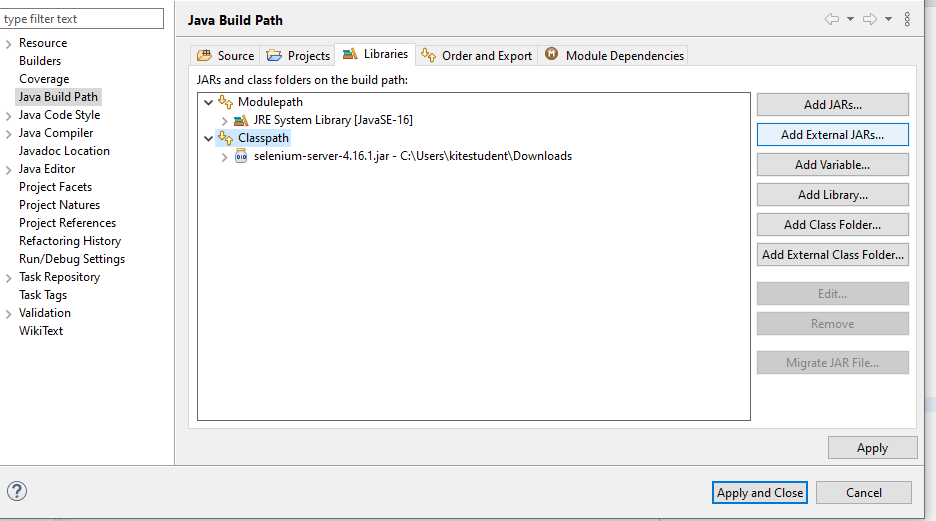 type filter text
Resource
Builders
Coverage
Java Build Path
Java Code Style
Java Compiler
Javadoc Location
Java Editor
Project Facets
Project Natures
Project References
Refactoring History
Run/Debug Settings
Task Repository
Task Tags
Validation
WikiText
Java Build Path
Source Projects Libraries Order and Export M Module Dependencies
JARs and class folders on the build path:
Modulepath
JRE System Library [JavaSE-16]
Classpath
010 selenium-server-4.16.1.jar - C:\Users\kitestudent\Downloads
Add JARs...
Add External JARs...
Add Variable...
Add Library...
Add Class Folder...
Add External Class Folder...
Edit...
Remove
Migrate JAR File...
Apply
?
Apply and Close Cancel